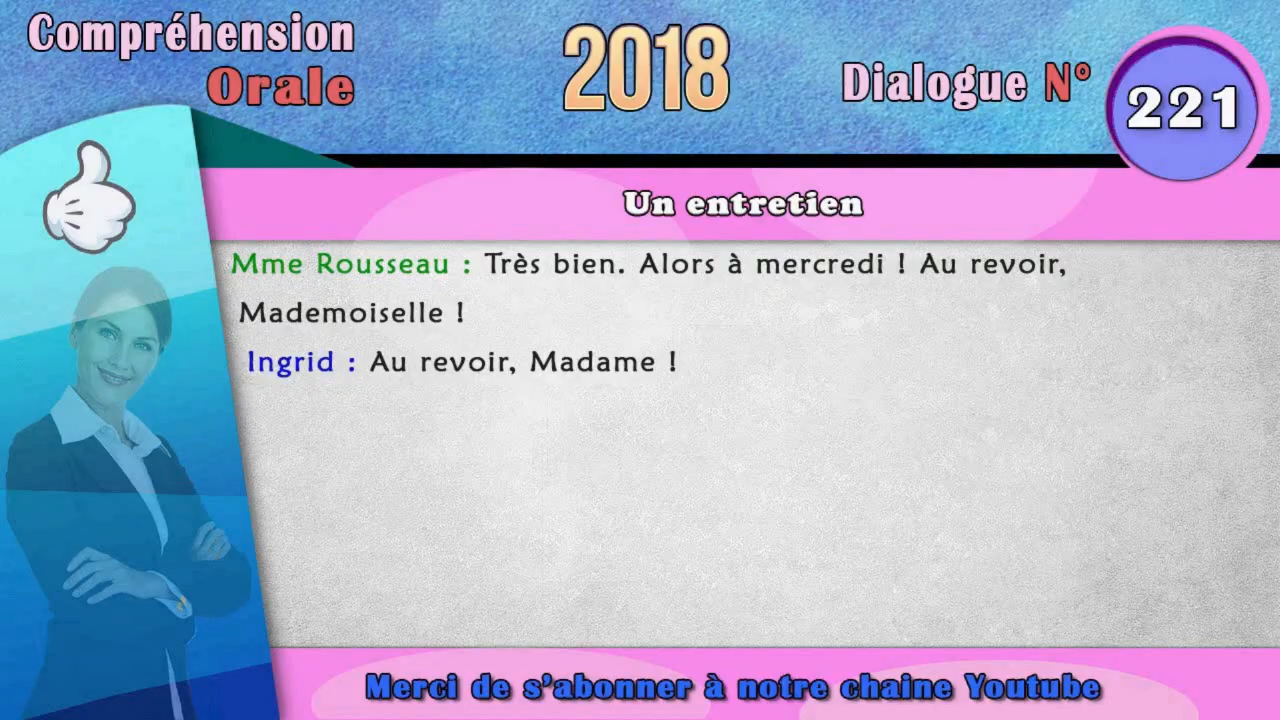 Compréhension
Orale
2018
Dialogue N°
221
Un entretien
Mme Rousseau : Très bien. Alors à mercredi ! Au revoir,
Mademoiselle !
Ingrid : Au revoir, Madame !
Merci de s'abonner à notre chaine Youtube